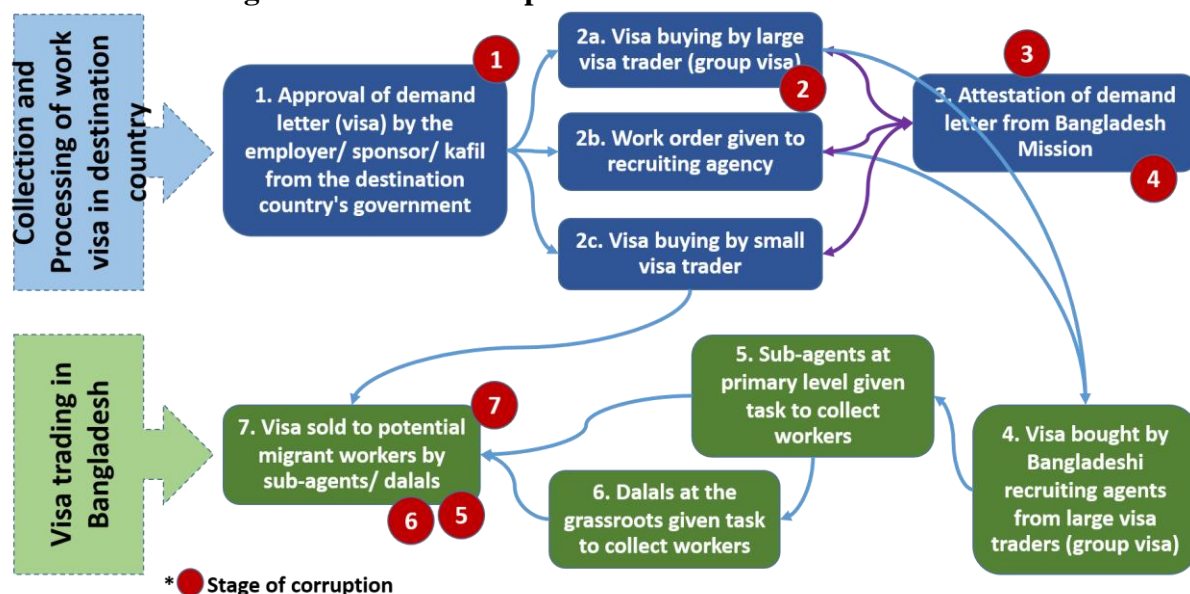 Collection and
Processing of work
visa in destination
country
1
1. Approval of demand
letter (visa) by the
employer/ sponsor/ kafil
from the destination
country's government
2a. Visa buying by large
visa trader (group visa)
2
2b. Work order given to
recruiting agency
2c. Visa buying by small
visa trader
3
3. Attestation of demand
letter from Bangladesh
Mission
4
Visa trading in
Bangladesh
7
7. Visa sold to potential
migrant workers by
sub-agents/ dalals
6
5
5. Sub-agents at
primary level given
task to collect
workers
6. Dalals at the
grassroots given task
to collect workers
4. Visa bought by
Bangladeshi
recruiting agents
from large visa
traders (group visa)
* Stage of corruption